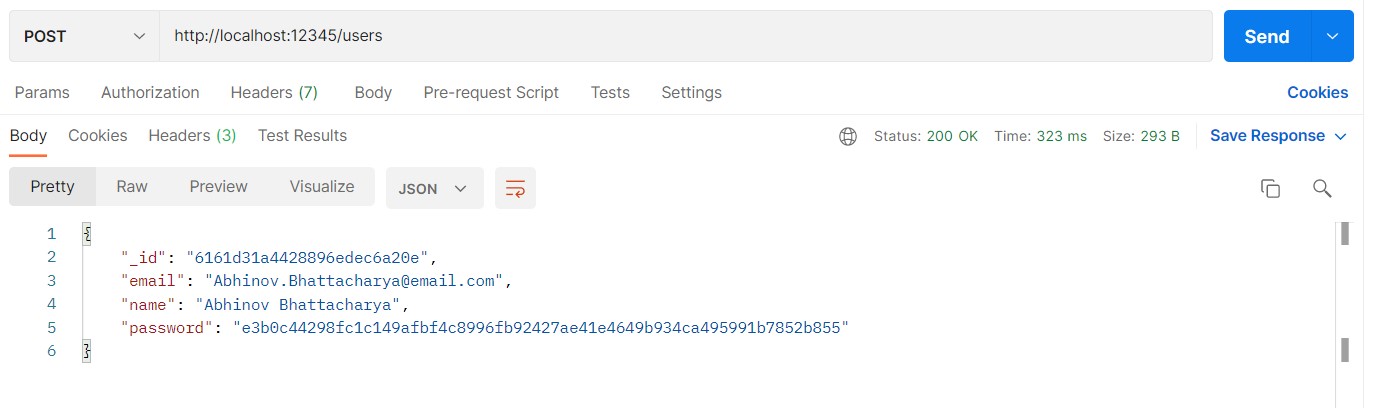 POST http://localhost:12345/users Send
Params Authorization Headers (7) Body Pre-request Script Tests Settings Cookies
Body Cookies Headers (3) Test Results Status: 200 OK Time: 323 ms Size: 293 B Save Response
Pretty Raw Preview Visualize JSON
1 {
2 "_id": "6161d31a4428896edec6a20e",
3 "email": "Abhinov.Bhattacharya@email.com",
4 "name": "Abhinov Bhattacharya",
5 "password": "e3b0c44298fc1c149afbf4c8996fb92427ae41e4649b934ca495991b7852b855"
6 }